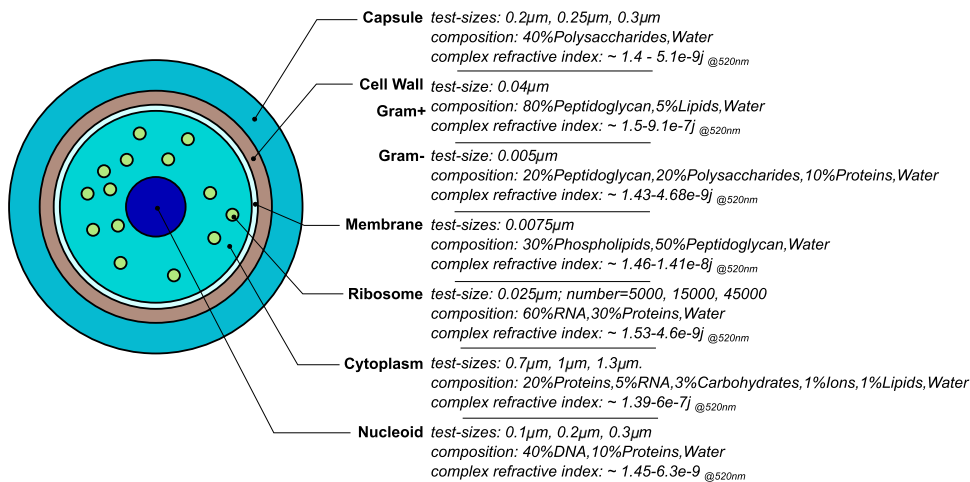 Capsule test-sizes: 0.2µm, 0.25µm, 0.3µm
composition: 40%Polysaccharides,Water
complex refractive index: ~ 1.4 - 5.1e-9j @520nm
Cell Wall test-size: 0.04µm
Gram+ composition: 80%Peptidoglycan,5%Lipids,Water
complex refractive index: ~ 1.5-9.1e-7j @520nm
Gram- test-size: 0.005µm
composition: 20%Peptidoglycan,20%Polysaccharides,10%Proteins,Water
complex refractive index: ~ 1.43-4.68e-9j @520nm
Membrane test-size: 0.0075µm
composition: 30%Phospholipids,50%Peptidoglycan,Water
complex refractive index: ~ 1.46-1.41e-8j @520nm
Ribosome test-size: 0.025µm; number=5000, 15000, 45000
composition: 60%RNA,30%Proteins,Water
complex refractive index: ~ 1.53-4.6e-9j @520nm
Cytoplasm test-sizes: 0.7µm, 1µm, 1.3µm.
composition: 20%Proteins,5%RNA,3%Carbohydrates,1%Ions,1%Lipids,Water
complex refractive index: ~ 1.39-6e-7j @520nm
Nucleoid test-sizes: 0.1µm, 0.2µm, 0.3µm
composition: 40%DNA,10%Proteins,Water
complex refractive index: ~ 1.45-6.3e-9 @520nm